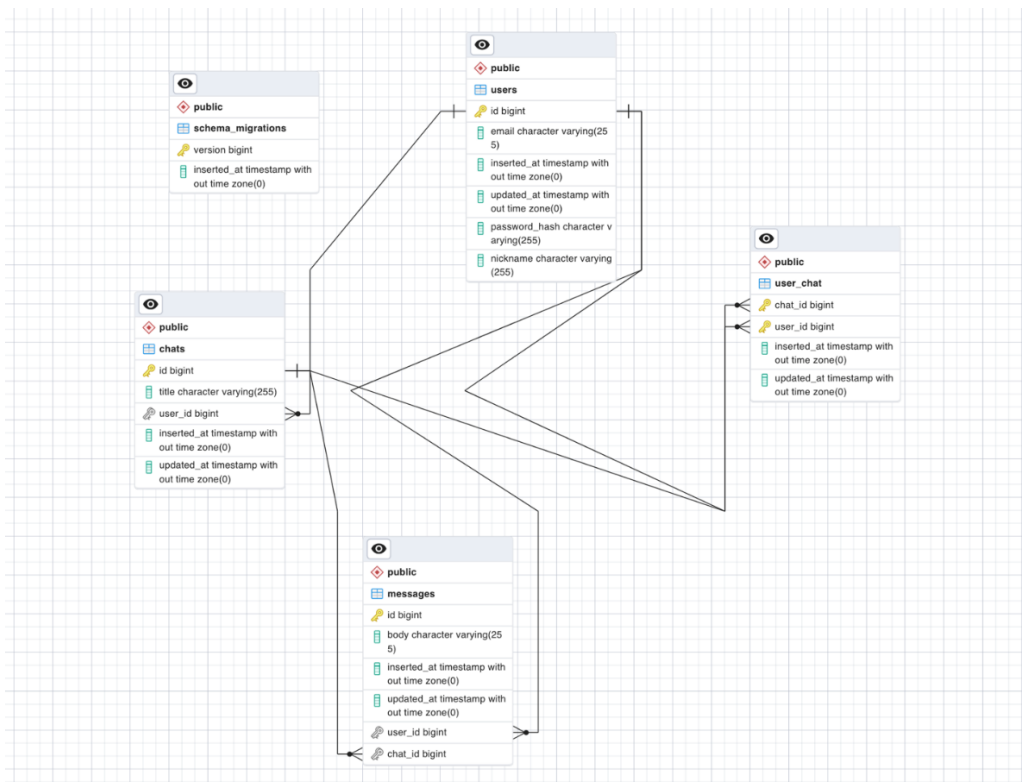 public
schema_migrations
version bigint
inserted_at timestamp with
out time zone(0)
public
users
id bigint
email character varying(25
5)
inserted_at timestamp with
out time zone(0)
updated_at timestamp with
out time zone(0)
password_hash character v
arying(255)
nickname character varying
(255)
public
user_chat
chat_id bigint
user_id bigint
inserted_at timestamp with
out time zone(0)
updated_at timestamp with
out time zone(0)
public
chats
id bigint
title character varying(255)
user_id bigint
inserted_at timestamp with
out time zone(0)
updated_at timestamp with
out time zone(0)
public
messages
id bigint
body character varying(25
5)
inserted_at timestamp with
out time zone(0)
updated_at timestamp with
out time zone(0)
user_id bigint
chat_id bigint